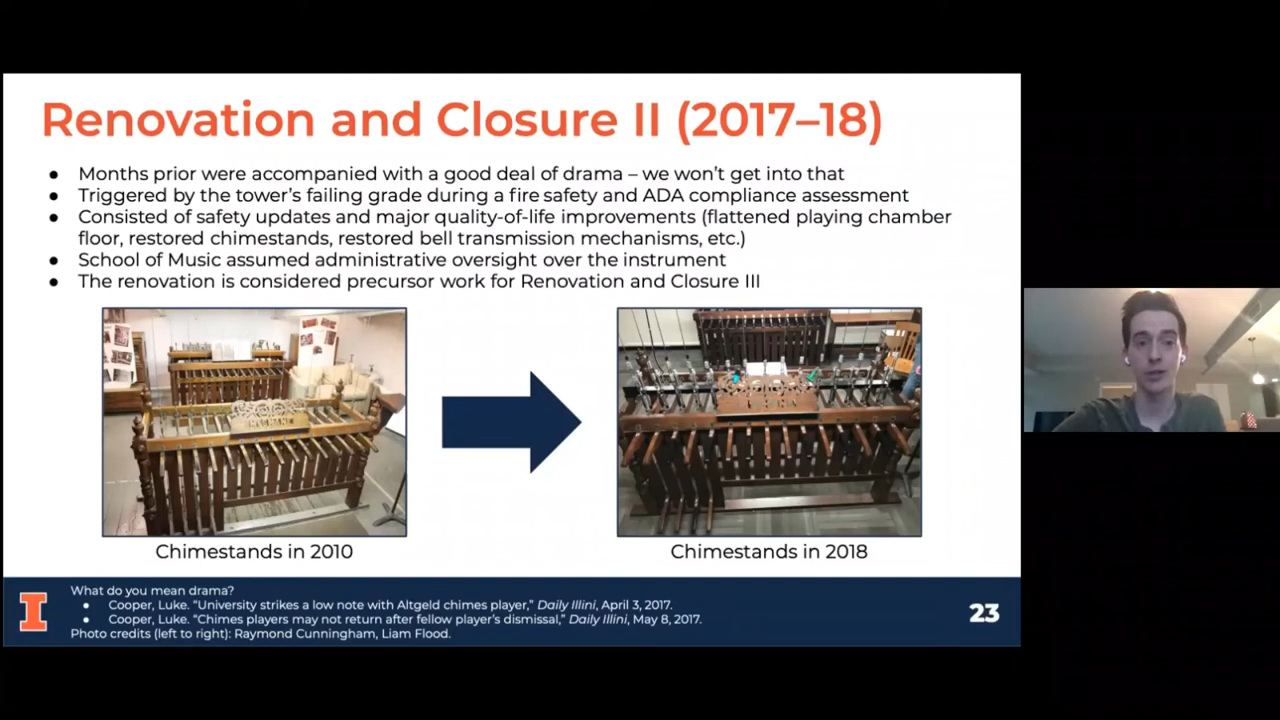 Renovation and Closure II (2017–18)
● Months prior were accompanied with a good deal of drama – we won't get into that
● Triggered by the tower's failing grade during a fire safety and ADA compliance assessment
● Consisted of safety updates and major quality-of-life improvements (flattened playing chamber
floor, restored chimestands, restored bell transmission mechanisms, etc.)
● School of Music assumed administrative oversight over the instrument
● The renovation is considered precursor work for Renovation and Closure III
Chimestands in 2010
Chimestands in 2018
What do you mean drama?
● Cooper, Luke. “University strikes a low note with Altgeld chimes player,” Daily Illini, April 3, 2017.
● Cooper, Luke. “Chimes players may not return after fellow player's dismissal,” Daily Illini, May 8, 2017.
Photo credits (left to right): Raymond Cunningham, Liam Flood.
I
23